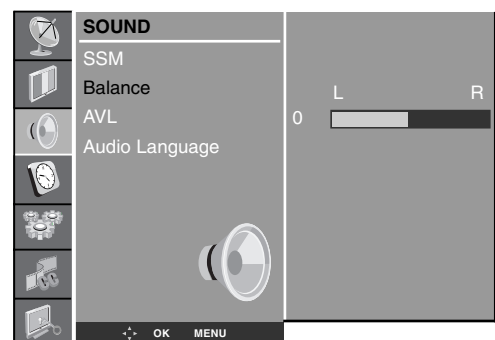 SOUND
SSM
Balance
AVL
Audio Language
L R
0
OK MENU